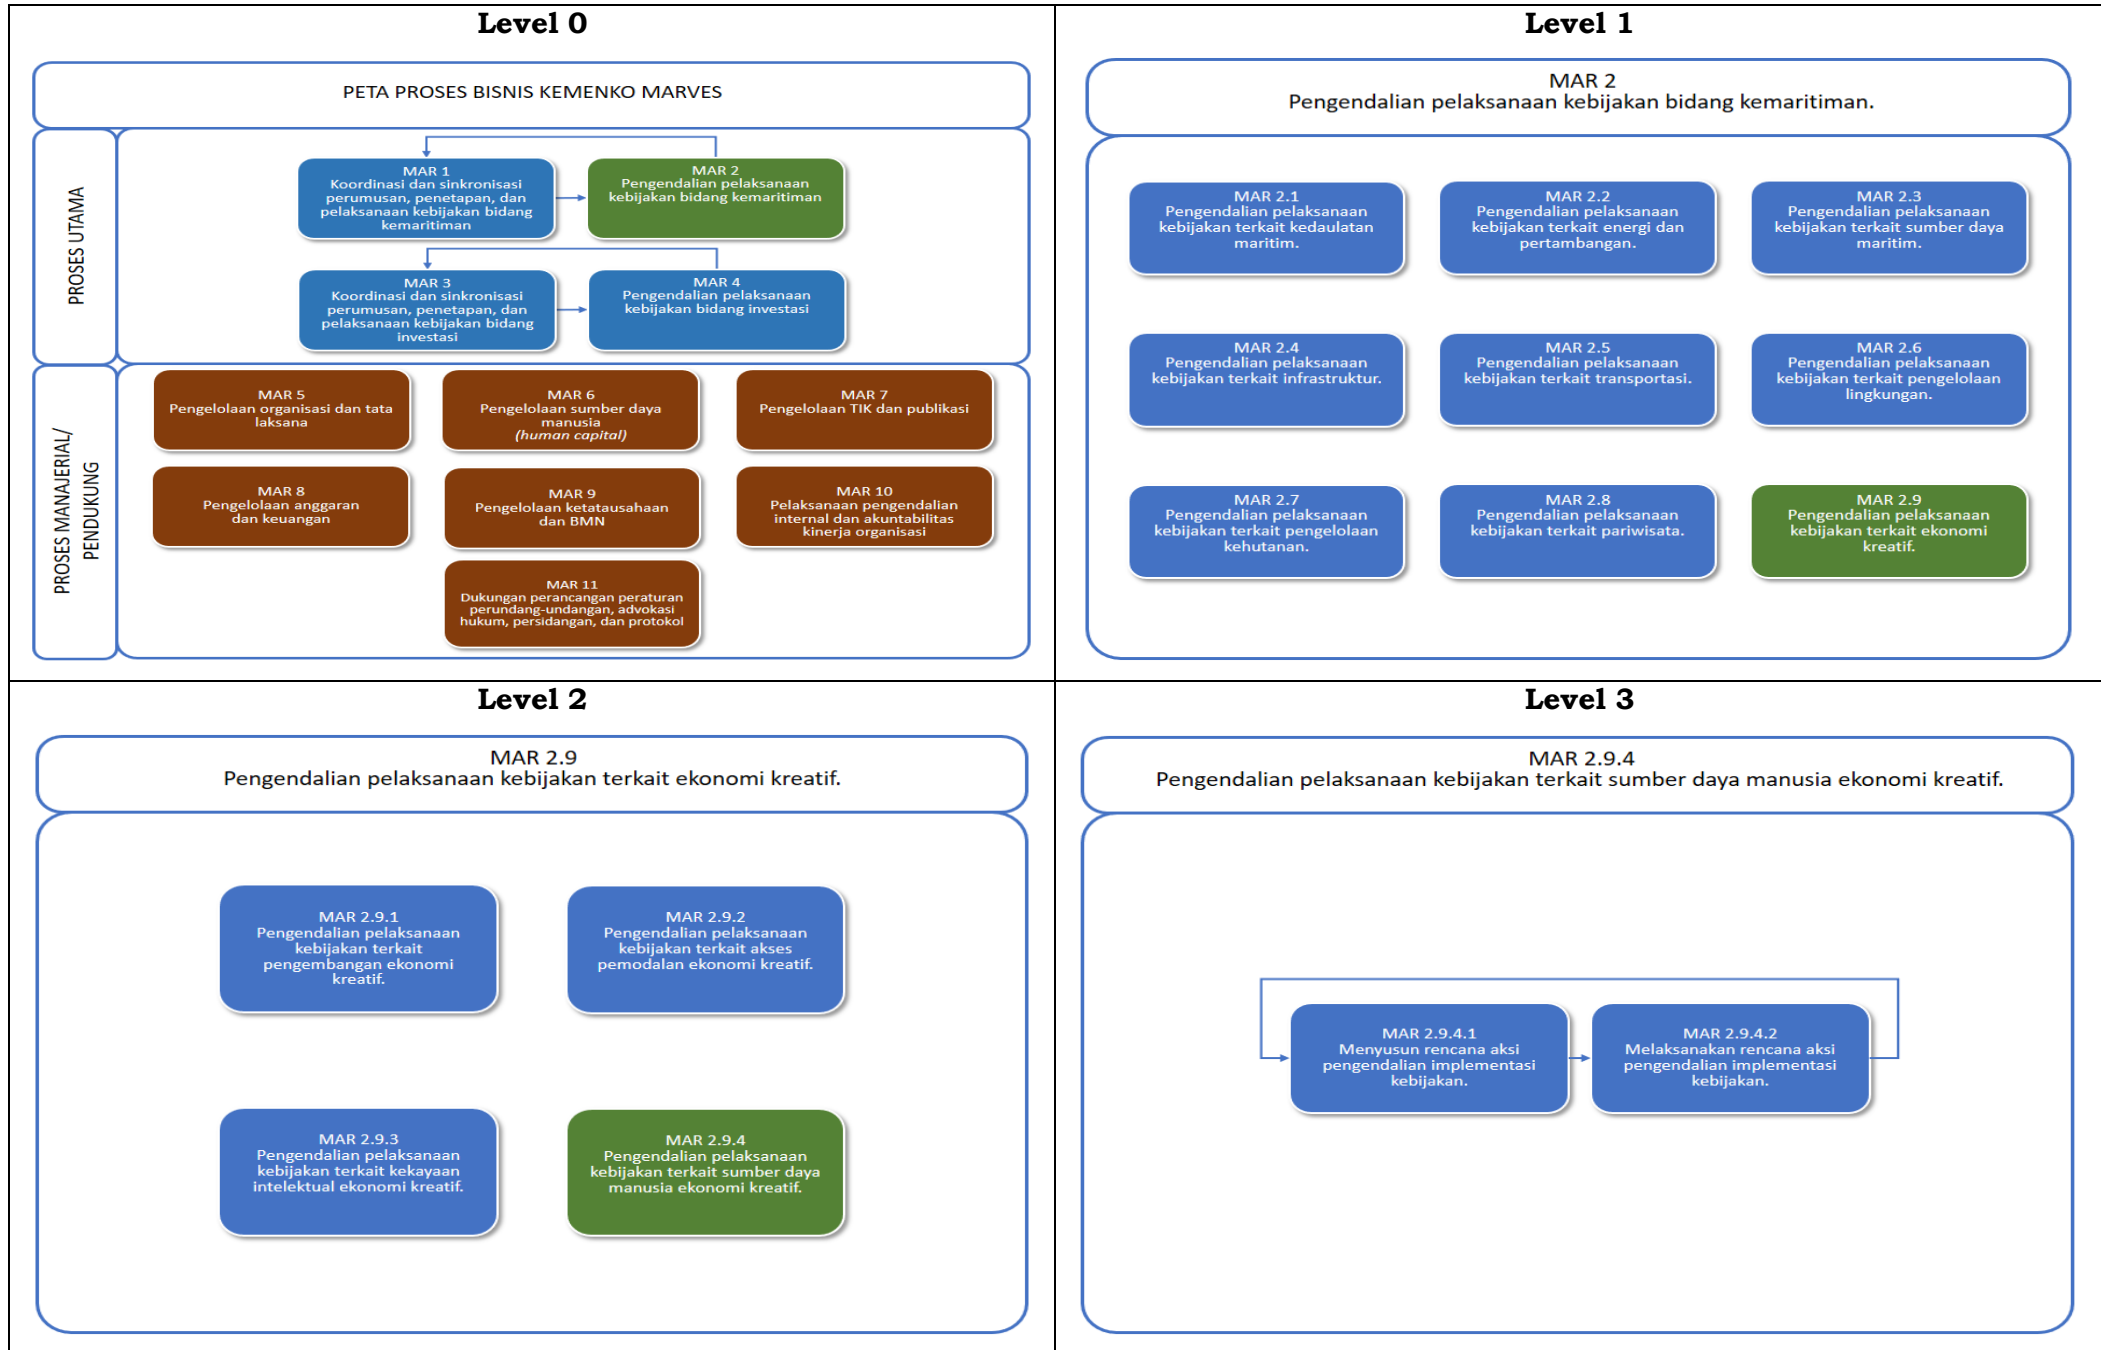 Level 0
PETA PROSES BISNIS KEMENKO MARVES
PROSES UTAMA
MAR 1
Koordinasi dan sinkronisasi
perumusan, penetapan, dan
pelaksanaan kebijakan bidang
kemaritiman
MAR 2
Pengendalian pelaksanaan
kebijakan bidang kemaritiman
MAR 3
Koordinasi dan sinkronisasi
perumusan, penetapan, dan
pelaksanaan kebijakan bidang
investasi
MAR 4
Pengendalian pelaksanaan
kebijakan bidang investasi
PROSES MANAJERIAL/
PENDUKUNG
MAR 5
Pengelolaan organisasi dan tata
laksana
MAR 6
Pengelolaan sumber daya
manusia
(human capital)
MAR 7
Pengelolaan TIK dan publikasi
MAR 8
Pengelolaan anggaran
dan keuangan
MAR 9
Pengelolaan ketatausahaan
dan BMN
MAR 10
Pelaksanaan pengendalian
internal dan akuntabilitas
kinerja organisasi
MAR 11
Dukungan perancangan peraturan
perundang-undangan, advokasi
hukum, persidangan, dan protokol
Level 1
MAR 2
Pengendalian pelaksanaan kebijakan bidang kemaritiman.
MAR 2.1
Pengendalian pelaksanaan
kebijakan terkait kedaulatan
maritim.
MAR 2.2
Pengendalian pelaksanaan
kebijakan terkait energi dan
pertambangan.
MAR 2.3
Pengendalian pelaksanaan
kebijakan terkait sumber daya
maritim.
MAR 2.4
Pengendalian pelaksanaan
kebijakan terkait infrastruktur.
MAR 2.5
Pengendalian pelaksanaan
kebijakan terkait transportasi.
MAR 2.6
Pengendalian pelaksanaan
kebijakan terkait pengelolaan
lingkungan.
MAR 2.7
Pengendalian pelaksanaan
kebijakan terkait pengelolaan
kehutanan.
MAR 2.8
Pengendalian pelaksanaan
kebijakan terkait pariwisata.
MAR 2.9
Pengendalian pelaksanaan
kebijakan terkait ekonomi
kreatif.
Level 2
MAR 2.9
Pengendalian pelaksanaan kebijakan terkait ekonomi kreatif.
MAR 2.9.1
Pengendalian pelaksanaan
kebijakan terkait
pengembangan ekonomi
kreatif.
MAR 2.9.2
Pengendalian pelaksanaan
kebijakan terkait akses
pemodalan ekonomi kreatif.
MAR 2.9.3
Pengendalian pelaksanaan
kebijakan terkait kekayaan
intelektual ekonomi kreatif.
MAR 2.9.4
Pengendalian pelaksanaan
kebijakan terkait sumber daya
manusia ekonomi kreatif.
Level 3
MAR 2.9.4
Pengendalian pelaksanaan kebijakan terkait sumber daya manusia ekonomi kreatif.
MAR 2.9.4.1
Menyusun rencana aksi
pengendalian implementasi
kebijakan.
MAR 2.9.4.2
Melaksanakan rencana aksi
pengendalian implementasi
kebijakan.